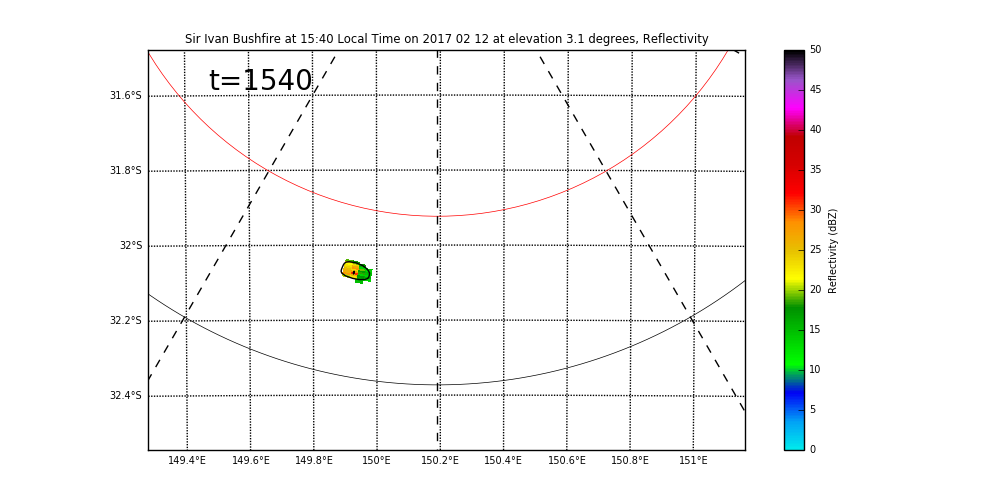 Sir Ivan Bushfire at 15:40 Local Time on 2017 02 12 at elevation 3.1 degrees, Reflectivity
t=1540
31.6°S
31.8°S
32°S
32.2°S
32.4°S
149.4°E 149.6°E 149.8°E 150°E 150.2°E 150.4°E 150.6°E 150.8°E 151°E
50
45
40
35
30
25
20
15
10
5
0
Reflectivity (dBZ)